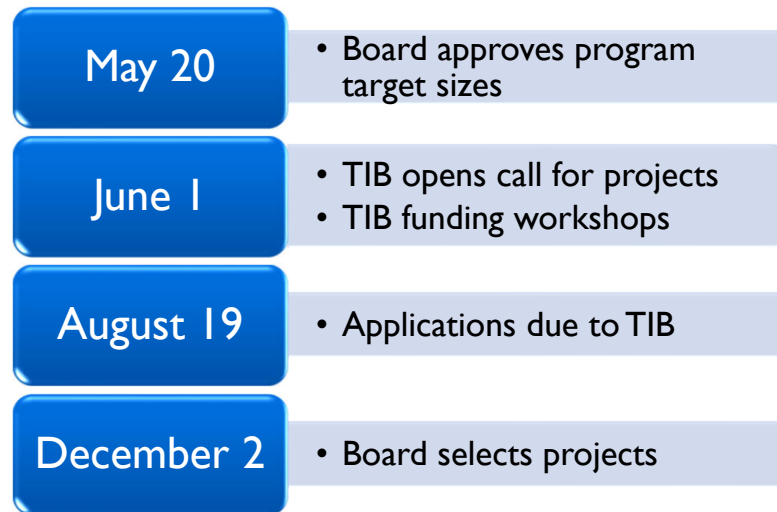 May 20
• Board approves program
target sizes
June 1
• TIB opens call for projects
• TIB funding workshops
August 19
• Applications due to TIB
December 2
• Board selects projects